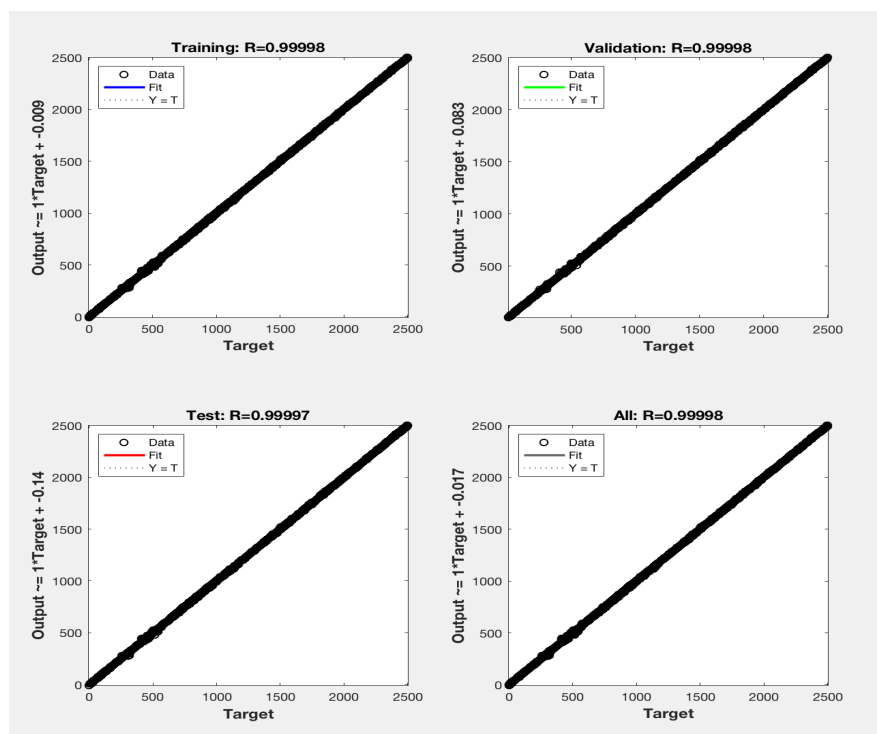 Training: R=0.99998
Output ~= 1*Target + -0.009
2500
2000
1500
1000
500
0
Data
Fit
Y = T
0 500 1000 1500 2000 2500
Target
Validation: R=0.99998
Output ~= 1*Target + 0.083
2500
2000
1500
1000
500
Data
Fit
Y = T
500 1000 1500 2000 2500
Target
Test: R=0.99997
Output ~= 1*Target + -0.14
2500
2000
1500
1000
500
0
Data
Fit
Y = T
0 500 1000 1500 2000 2500
Target
All: R=0.99998
Output ~= 1*Target + -0.017
2500
2000
1500
1000
500
0
Data
Fit
Y = T
0 500 1000 1500 2000 2500
Target